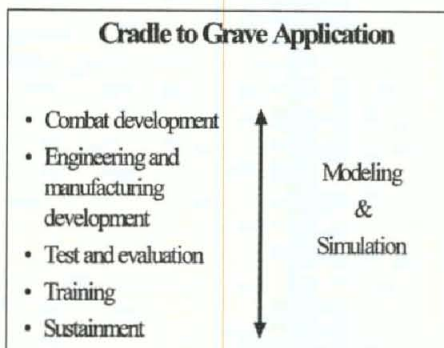 Cradle to Grave Application
• Combat development
• Engineering and
manufacturing
development
• Test and evaluation
• Training
• Sustainment
Modeling
&
Simulation